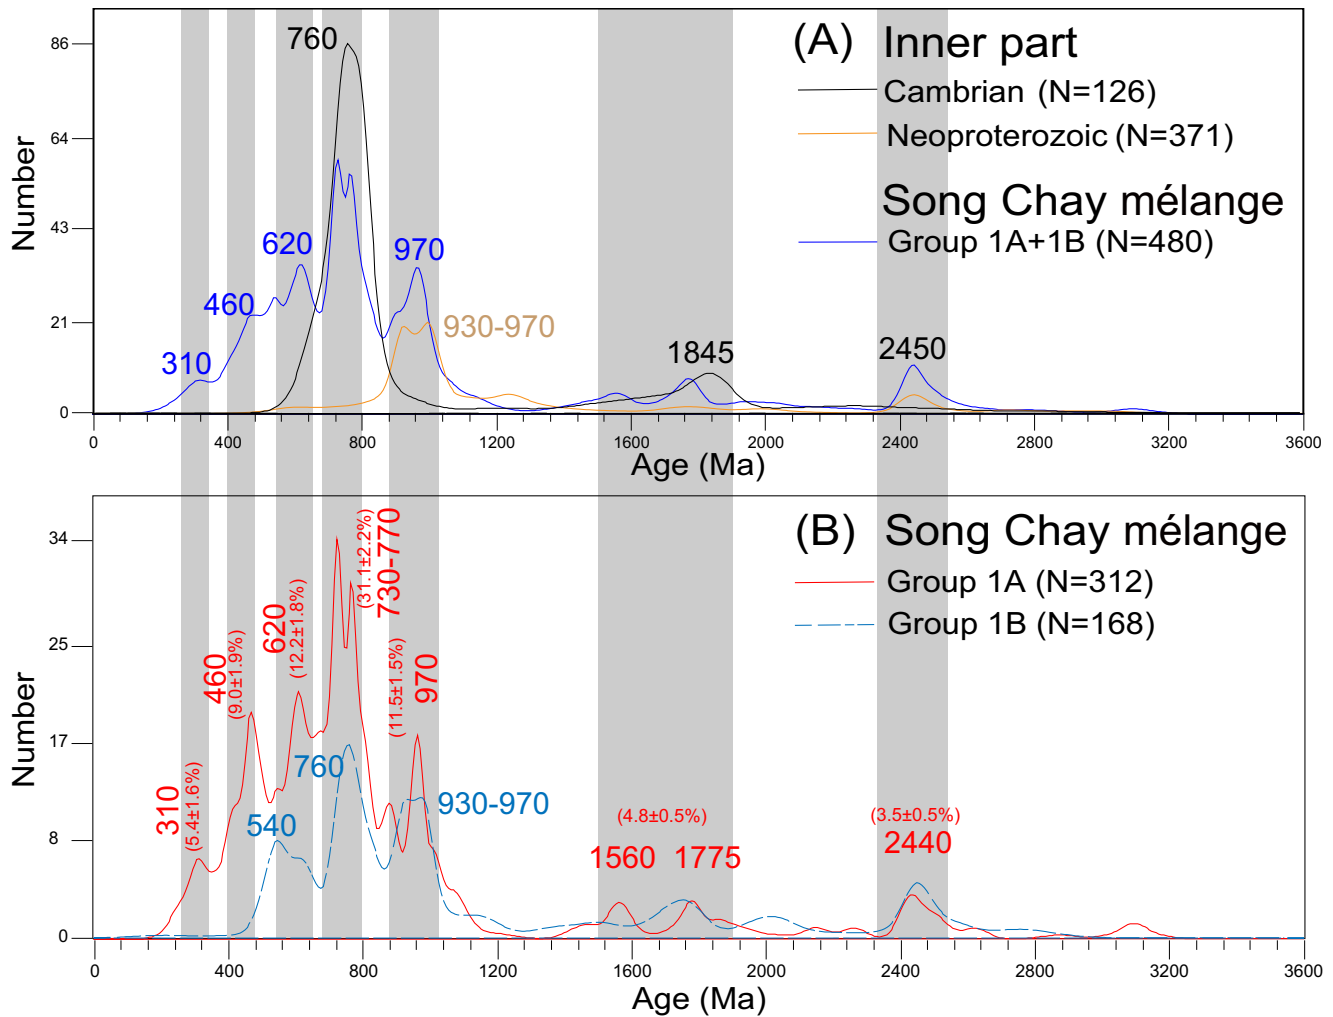 (A) Inner part
Cambrian (N=126)
Neoproterozoic (N=371)
Song Chay mélange
Group 1A+1B (N=480)
Number
86
64
43
21
0
760
620
970
460
310
930-970
1845
2450
0 400 800 1200 1600 2000 2400 2800 3200 3600
Age (Ma)
(B) Song Chay mélange
Group 1A (N=312)
Group 1B (N=168)
Number
34
25
17
8
0
310
(5.4±1.6%)
460
(9.0±1.9%)
620
(12.2±1.8%)
(31.1±2.2%)
730-770
(11.5±1.5%)
970
540
760
930-970
(4.8±0.5%)
1560 1775
(3.5±0.5%)
2440
0 400 800 1200 1600 2000 2400 2800 3200 3600
Age (Ma)